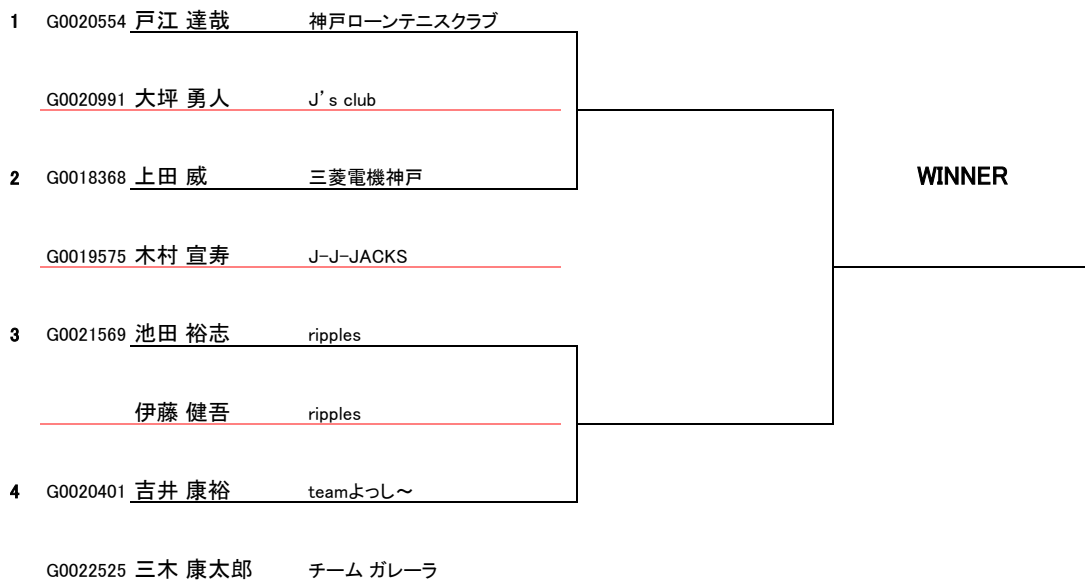 1 G0020554 戸江 達哉 神戸ローンテニスクラブ
G0020991 大坪 勇人 J's club
2 G0018368 上田 威 三菱電機神戸 WINNER
G0019575 木村 宣寿 J-J-JACKS
3 G0021569 池田 裕志 ripples
伊藤 健吾 ripples
4 G0020401 吉井 康裕 teamよっし～
G0022525 三木 康太郎 チーム ガレーラ